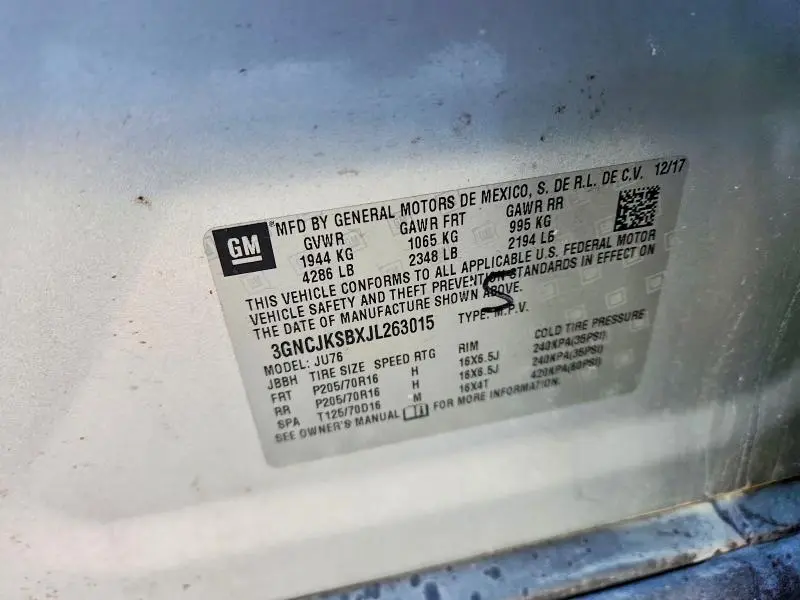 GM ® MFD BY GENERAL MOTORS DE MEXICO, S. DE R.L. DE C.V. 12/17
GVWR GAWR FRT GAWR RR
1944 KG 1065 KG 995 KG
4286 LB 2348 LB 2194 LB
THIS VEHICLE CONFORMS TO ALL APPLICABLE U.S. FEDERAL MOTOR
VEHICLE SAFETY AND THEFT PREVENTION STANDARDS IN EFFECT ON
THE DATE OF MANUFACTURE SHOWN ABOVE.
3GNCJKSBXJL263015 TYPE: M.P.V.
MODEL: JU76
JBBH TIRE SIZE SPEED RTG RIM COLD TIRE PRESSURE
FRT P205/70R16 H 16X6.5J 240KPA(35PSI)
RR P205/70R16 H 16X6.5J 240KPA(35PSI)
SPA T125/70D16 M 16X4T 420KPA(60PSI)
SEE OWNER'S MANUAL FOR MORE INFORMATION.